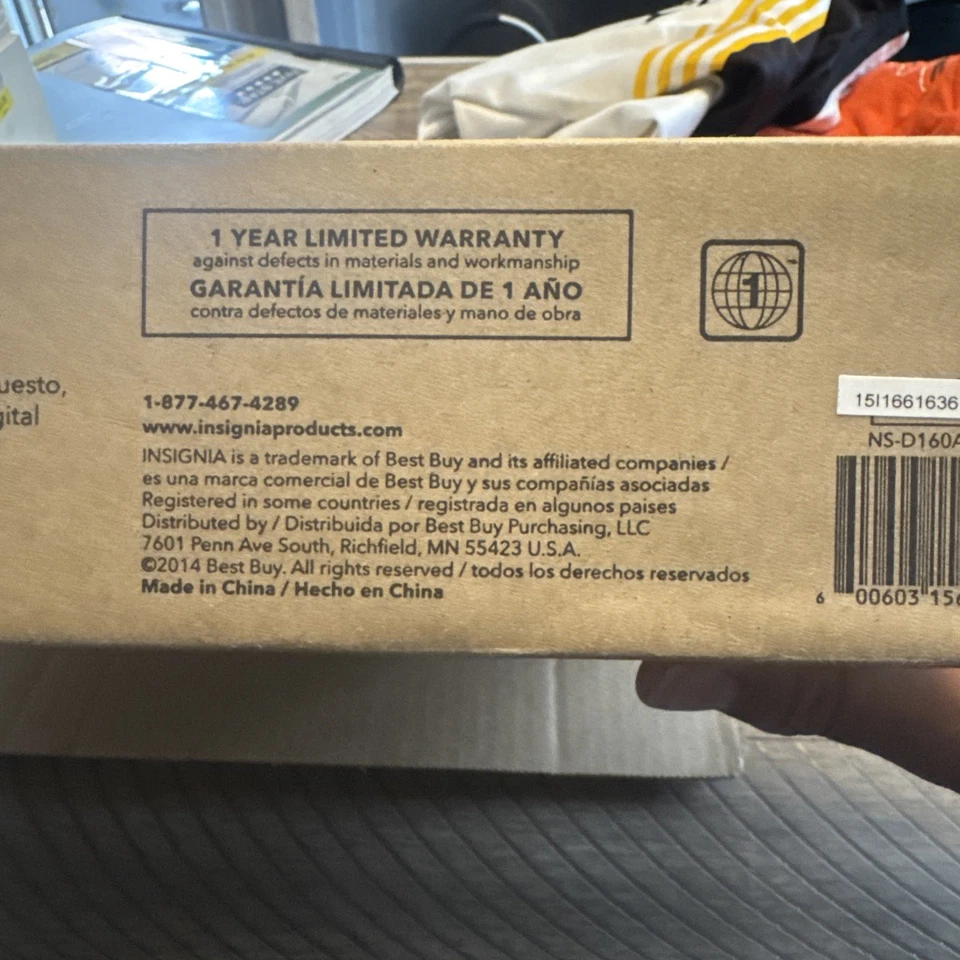 1 YEAR LIMITED WARRANTY
against defects in materials and workmanship
GARANTÍA LIMITADA DE 1 AÑO
contra defectos de materiales y mano de obra
1
uesto,
gital
1-877-467-4289
www.insigniaproducts.com
INSIGNIA is a trademark of Best Buy and its affiliated companies /
es una marca comercial de Best Buy y sus compañías asociadas
Registered in some countries / registrada en algunos paises
Distributed by / Distribuida por Best Buy Purchasing, LLC
7601 Penn Ave South, Richfield, MN 55423 U.S.A.
©2014 Best Buy. All rights reserved / todos los derechos reservados
Made in China / Hecho en China
15I1661636
NS-D160A
6 00603 156